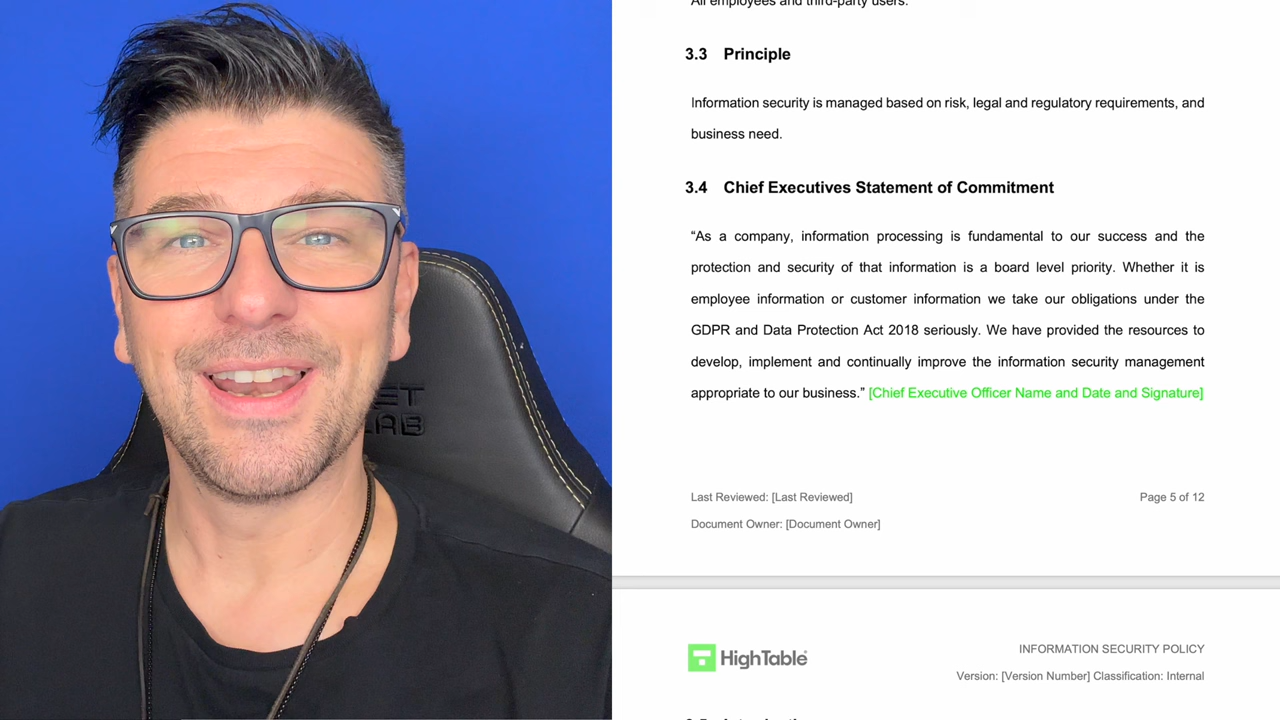 All employees and third-party users.
3.3 Principle
Information security is managed based on risk, legal and regulatory requirements, and
business need.
3.4 Chief Executives Statement of Commitment
“As a company, information processing is fundamental to our success and the
protection and security of that information is a board level priority. Whether it is
employee information or customer information we take our obligations under the
GDPR and Data Protection Act 2018 seriously. We have provided the resources to
develop, implement and continually improve the information security management
appropriate to our business.” [Chief Executive Officer Name and Date and Signature]
Last Reviewed: [Last Reviewed]
Page 5 of 12
Document Owner: [Document Owner]
HighTable
INFORMATION SECURITY POLICY
Version: [Version Number] Classification: Internal